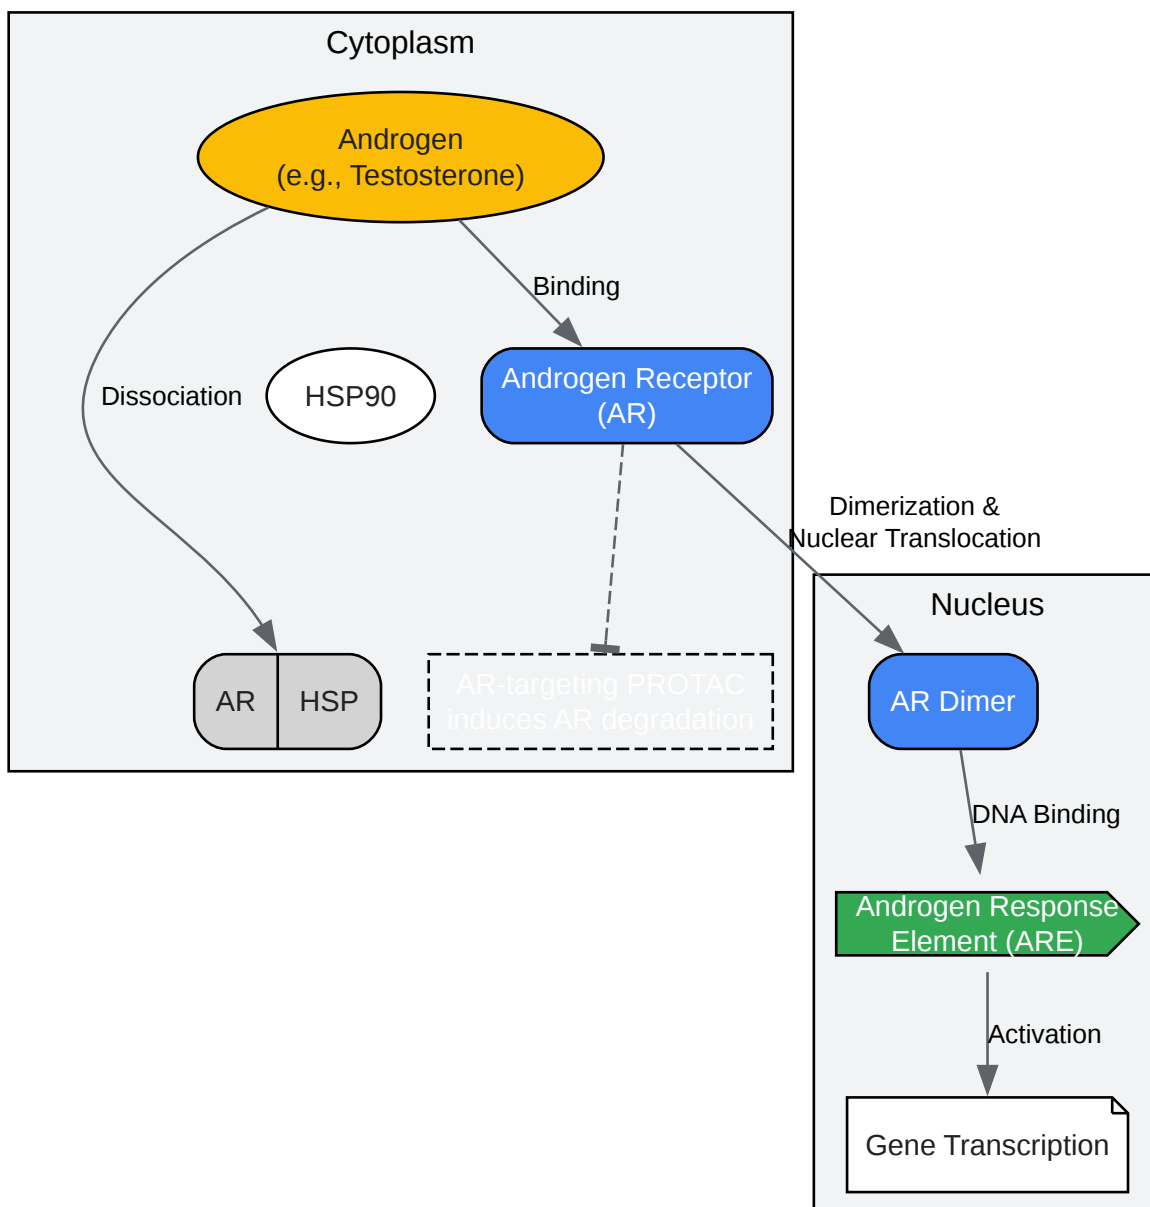 Cytoplasm
Androgen
(e.g., Testosterone)
Binding
Dissociation
HSP90
Androgen Receptor
(AR)
Dimerization &
Nuclear Translocation
Nucleus
AR
HSP
AR-targeting PROTAC
induces AR degradation
AR Dimer
DNA Binding
Androgen Response
Element (ARE)
Activation
Gene Transcription